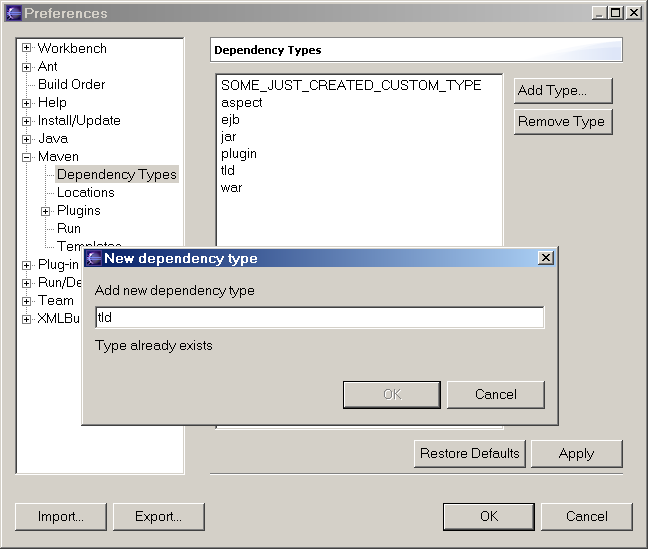 Preferences
Workbench
Ant
Build Order
Help
Install/Update
Java
Maven
Dependency Types
Locations
Plugins
Run
Templates
Plug-in
Run/De
Team
XMLBu
Dependency Types
SOME_JUST_CREATED_CUSTOM_TYPE
aspect
ejb
jar
plugin
tld
war
Add Type...
Remove Type
New dependency type
Add new dependency type
tld
Type already exists
OK
Cancel
Restore Defaults
Apply
Import...
Export...
OK
Cancel